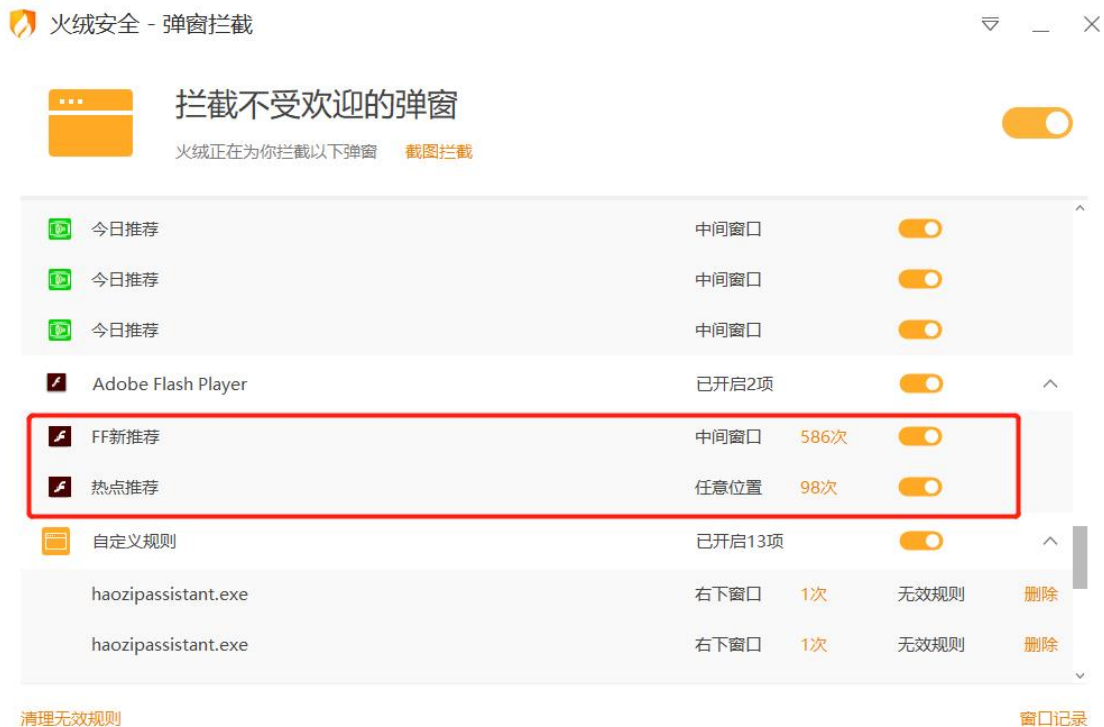 火绒安全 - 弹窗拦截
拦截不受欢迎的弹窗
火绒正在为你拦截以下弹窗 截图拦截
今日推荐 中间窗口
今日推荐 中间窗口
今日推荐 中间窗口
Adobe Flash Player 已开启2项
FF新推荐 中间窗口 586次
热点推荐 任意位置 98次
自定义规则 已开启13项
haozipassistant.exe 右下窗口 1次 无效规则 删除
haozipassistant.exe 右下窗口 1次 无效规则 删除
清理无效规则 窗口记录